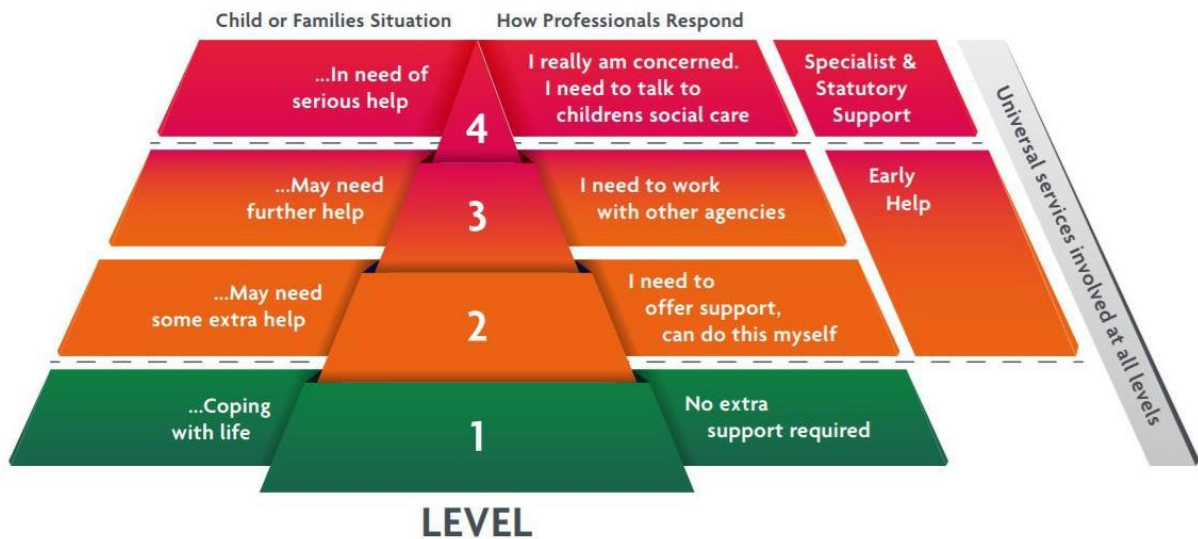 Child or Families Situation
How Professionals Respond
...In need of
serious help
4
I really am concerned.
I need to talk to
childrens social care
Specialist &
Statutory
Support
...May need
further help
3
I need to work
with other agencies
Early
Help
...May need
some extra help
2
I need to
offer support,
can do this myself
...Coping
with life
1
No extra
support required
Universal services involved at all levels
LEVEL